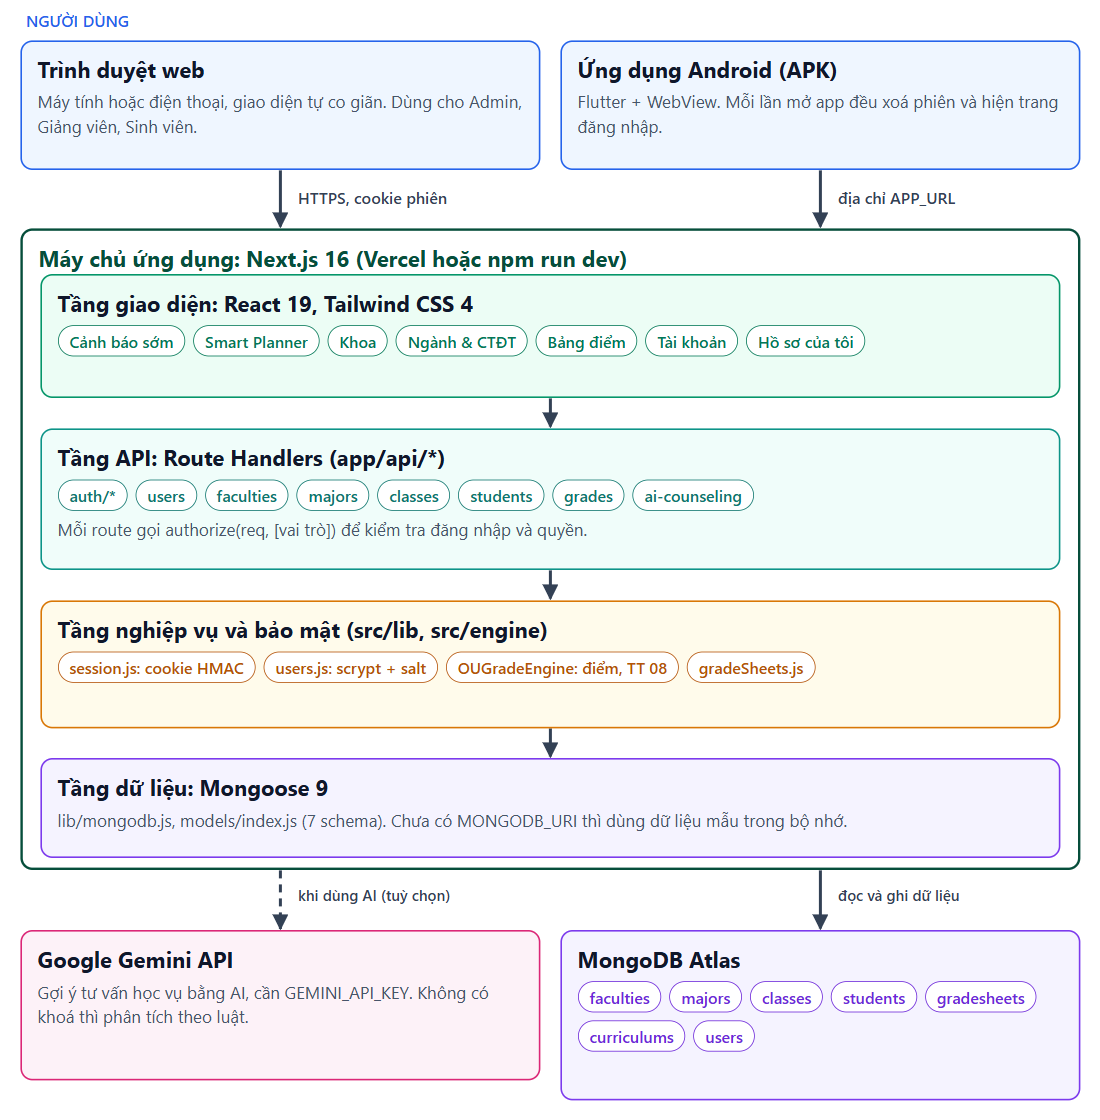 NGƯỜI DÙNG
Trình duyệt web
Máy tính hoặc điện thoại, giao diện tự co giãn. Dùng cho Admin,
Giảng viên, Sinh viên.
Ứng dụng Android (APK)
Flutter + WebView. Mỗi lần mở app đều xoá phiên và hiện trang
đăng nhập.
HTTPS, cookie phiên
địa chỉ APP_URL
Máy chủ ứng dụng: Next.js 16 (Vercel hoặc npm run dev)
Tầng giao diện: React 19, Tailwind CSS 4
Cảnh báo sớm Smart Planner Khoa Ngành & CTĐT Bảng điểm Tài khoản Hồ sơ của tôi
Tầng API: Route Handlers (app/api/*)
auth/* users faculties majors classes students grades ai-counseling
Mỗi route gọi authorize(req, [vai trò]) để kiểm tra đăng nhập và quyền.
Tầng nghiệp vụ và bảo mật (src/lib, src/engine)
session.js: cookie HMAC users.js: scrypt + salt OUGradeEngine: điểm, TT 08 gradeSheets.js
Tầng dữ liệu: Mongoose 9
lib/mongodb.js, models/index.js (7 schema). Chưa có MONGODB_URI thì dùng dữ liệu mẫu trong bộ nhớ.
khi dùng AI (tuỳ chọn)
đọc và ghi dữ liệu
Google Gemini API
Gợi ý tư vấn học vụ bằng AI, cần GEMINI_API_KEY. Không có
khoá thì phân tích theo luật.
MongoDB Atlas
faculties majors classes students gradesheets
curriculums users